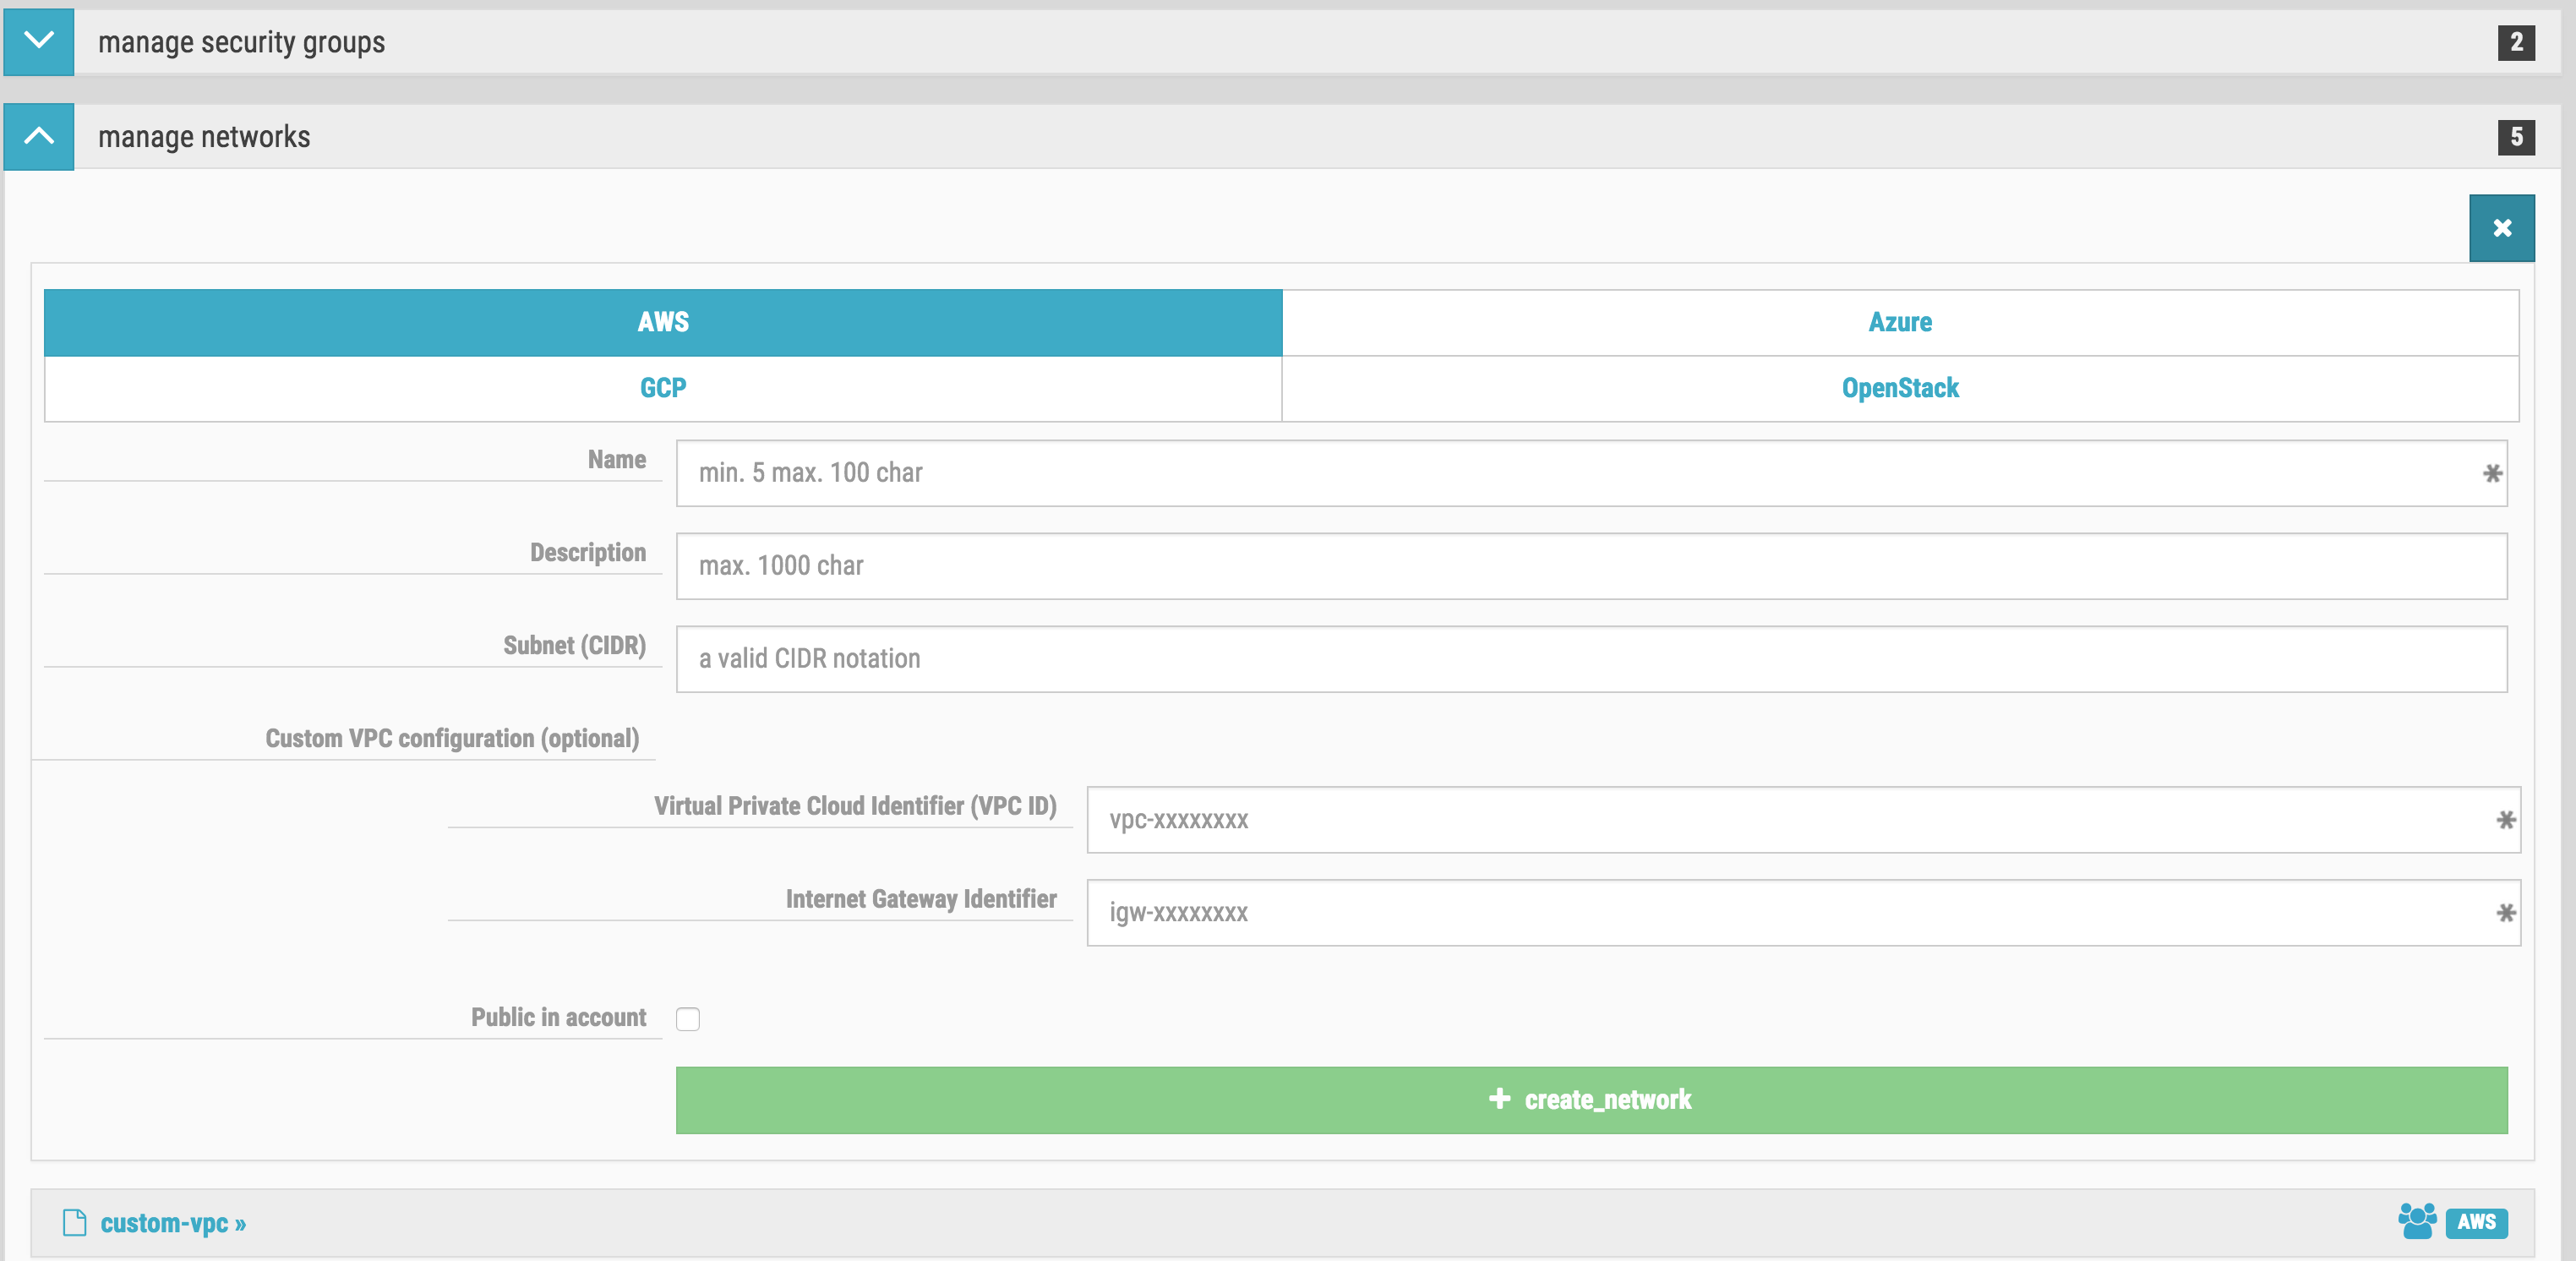 manage security groups
2
manage networks
5
AWS
Azure
GCP
OpenStack
Name
min. 5 max. 100 char
*
Description
max. 1000 char
Subnet (CIDR)
a valid CIDR notation
Custom VPC configuration (optional)
Virtual Private Cloud Identifier (VPC ID)
vpc-xxxxxxxx
*
Internet Gateway Identifier
igw-xxxxxxxx
*
Public in account
+ create_network
custom-vpc »
AWS